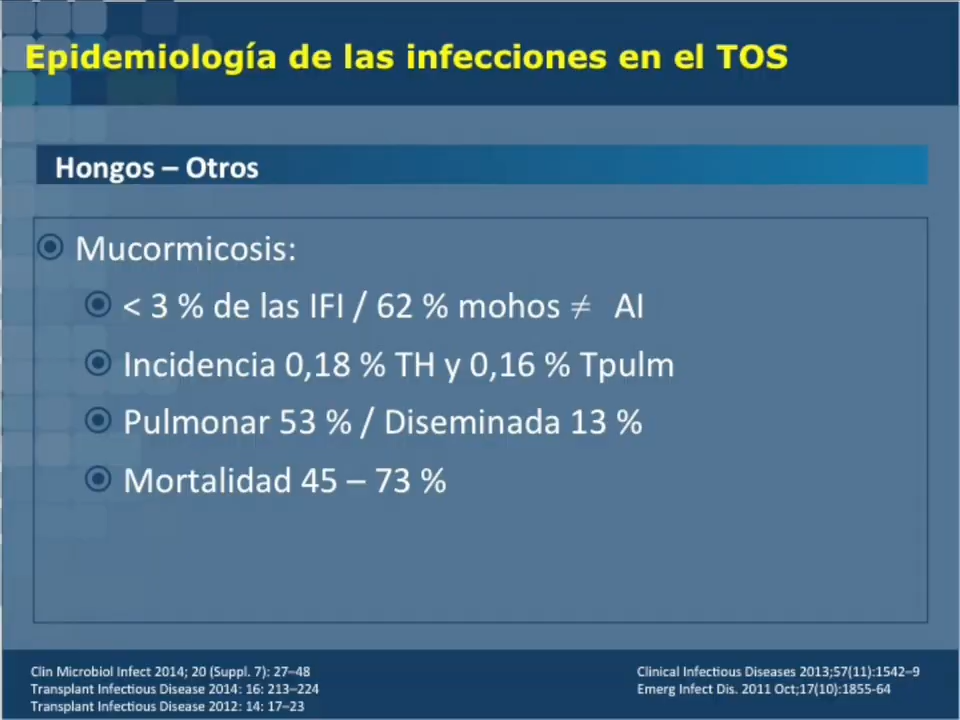 Epidemiología de las infecciones en el TOS
Hongos – Otros
Mucormicosis:
< 3 % de las IFI / 62 % mohos ≠ AI
Incidencia 0,18 % TH y 0,16 % Tpulm
Pulmonar 53 % / Diseminada 13 %
Mortalidad 45 – 73 %
Clin Microbiol Infect 2014; 20 (Suppl. 7): 27–48
Transplant Infectious Disease 2014: 16: 213–224
Transplant Infectious Disease 2012: 14: 17–23
Clinical Infectious Diseases 2013;57(11):1542–9
Emerg Infect Dis. 2011 Oct;17(10):1855-64